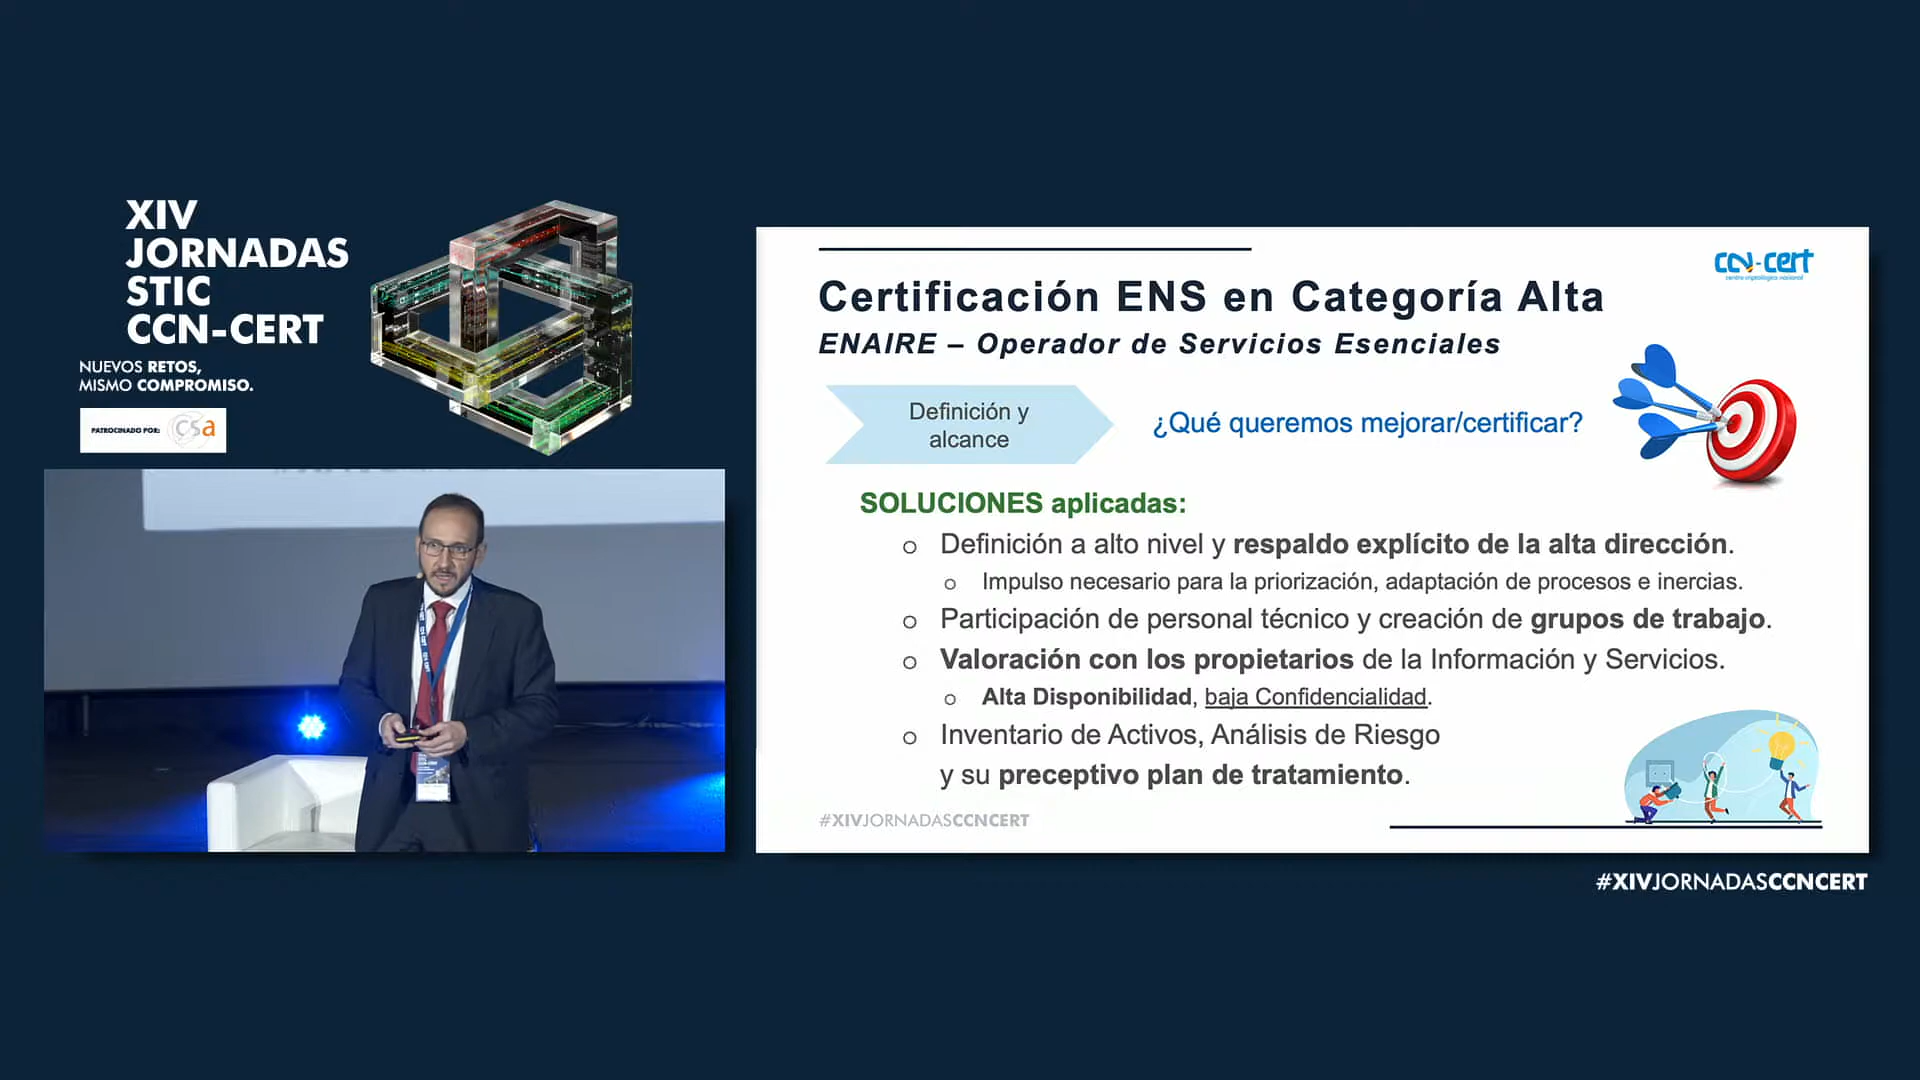 XIV
JORNADAS
STIC
CCN-CERT
NUEVOS RETOS,
MISMO COMPROMISO.
PATROCINADO POR: csa
ccn-cert
centro criptológico nacional
Certificación ENS en Categoría Alta
ENAIRE – Operador de Servicios Esenciales
Definición y
alcance
¿Qué queremos mejorar/certificar?
SOLUCIONES aplicadas:
o Definición a alto nivel y respaldo explícito de la alta dirección.
o Impulso necesario para la priorización, adaptación de procesos e inercias.
o Participación de personal técnico y creación de grupos de trabajo.
o Valoración con los propietarios de la Información y Servicios.
o Alta Disponibilidad, baja Confidencialidad.
o Inventario de Activos, Análisis de Riesgo
y su preceptivo plan de tratamiento.
#XIVJORNADASCCNCERT
#XIVJORNADASCCNCERT